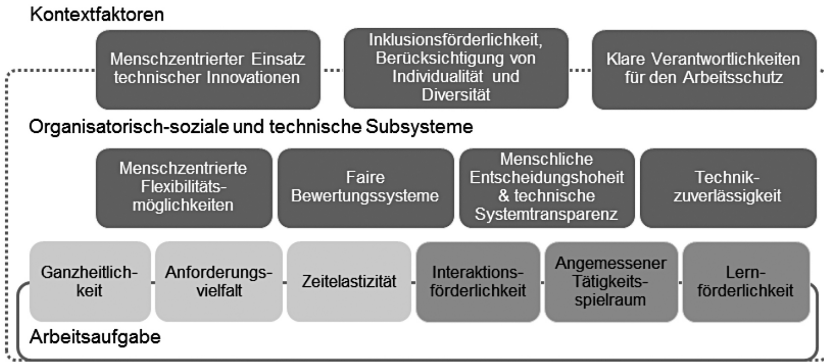 Kontextfaktoren
Menschzentrierter Einsatz
technischer Innovationen
Inklusionsförderlichkeit,
Berücksichtigung von
Individualität und
Diversität
Klare Verantwortlichkeiten
für den Arbeitsschutz
Organisatorisch-soziale und technische Subsysteme
Menschzentrierte
Flexibilitäts-
möglichkeiten
Faire
Bewertungssysteme
Menschliche
Entscheidungshoheit
& technische
Systemtransparenz
Technik-
zuverlässigkeit
Ganzheitlich-
keit
Anforderungs-
vielfalt
Zeitelastizität
Interaktions-
förderlichkeit
Angemessener
Tätigkeits-
spielraum
Lern-
förderlichkeit
Arbeitsaufgabe